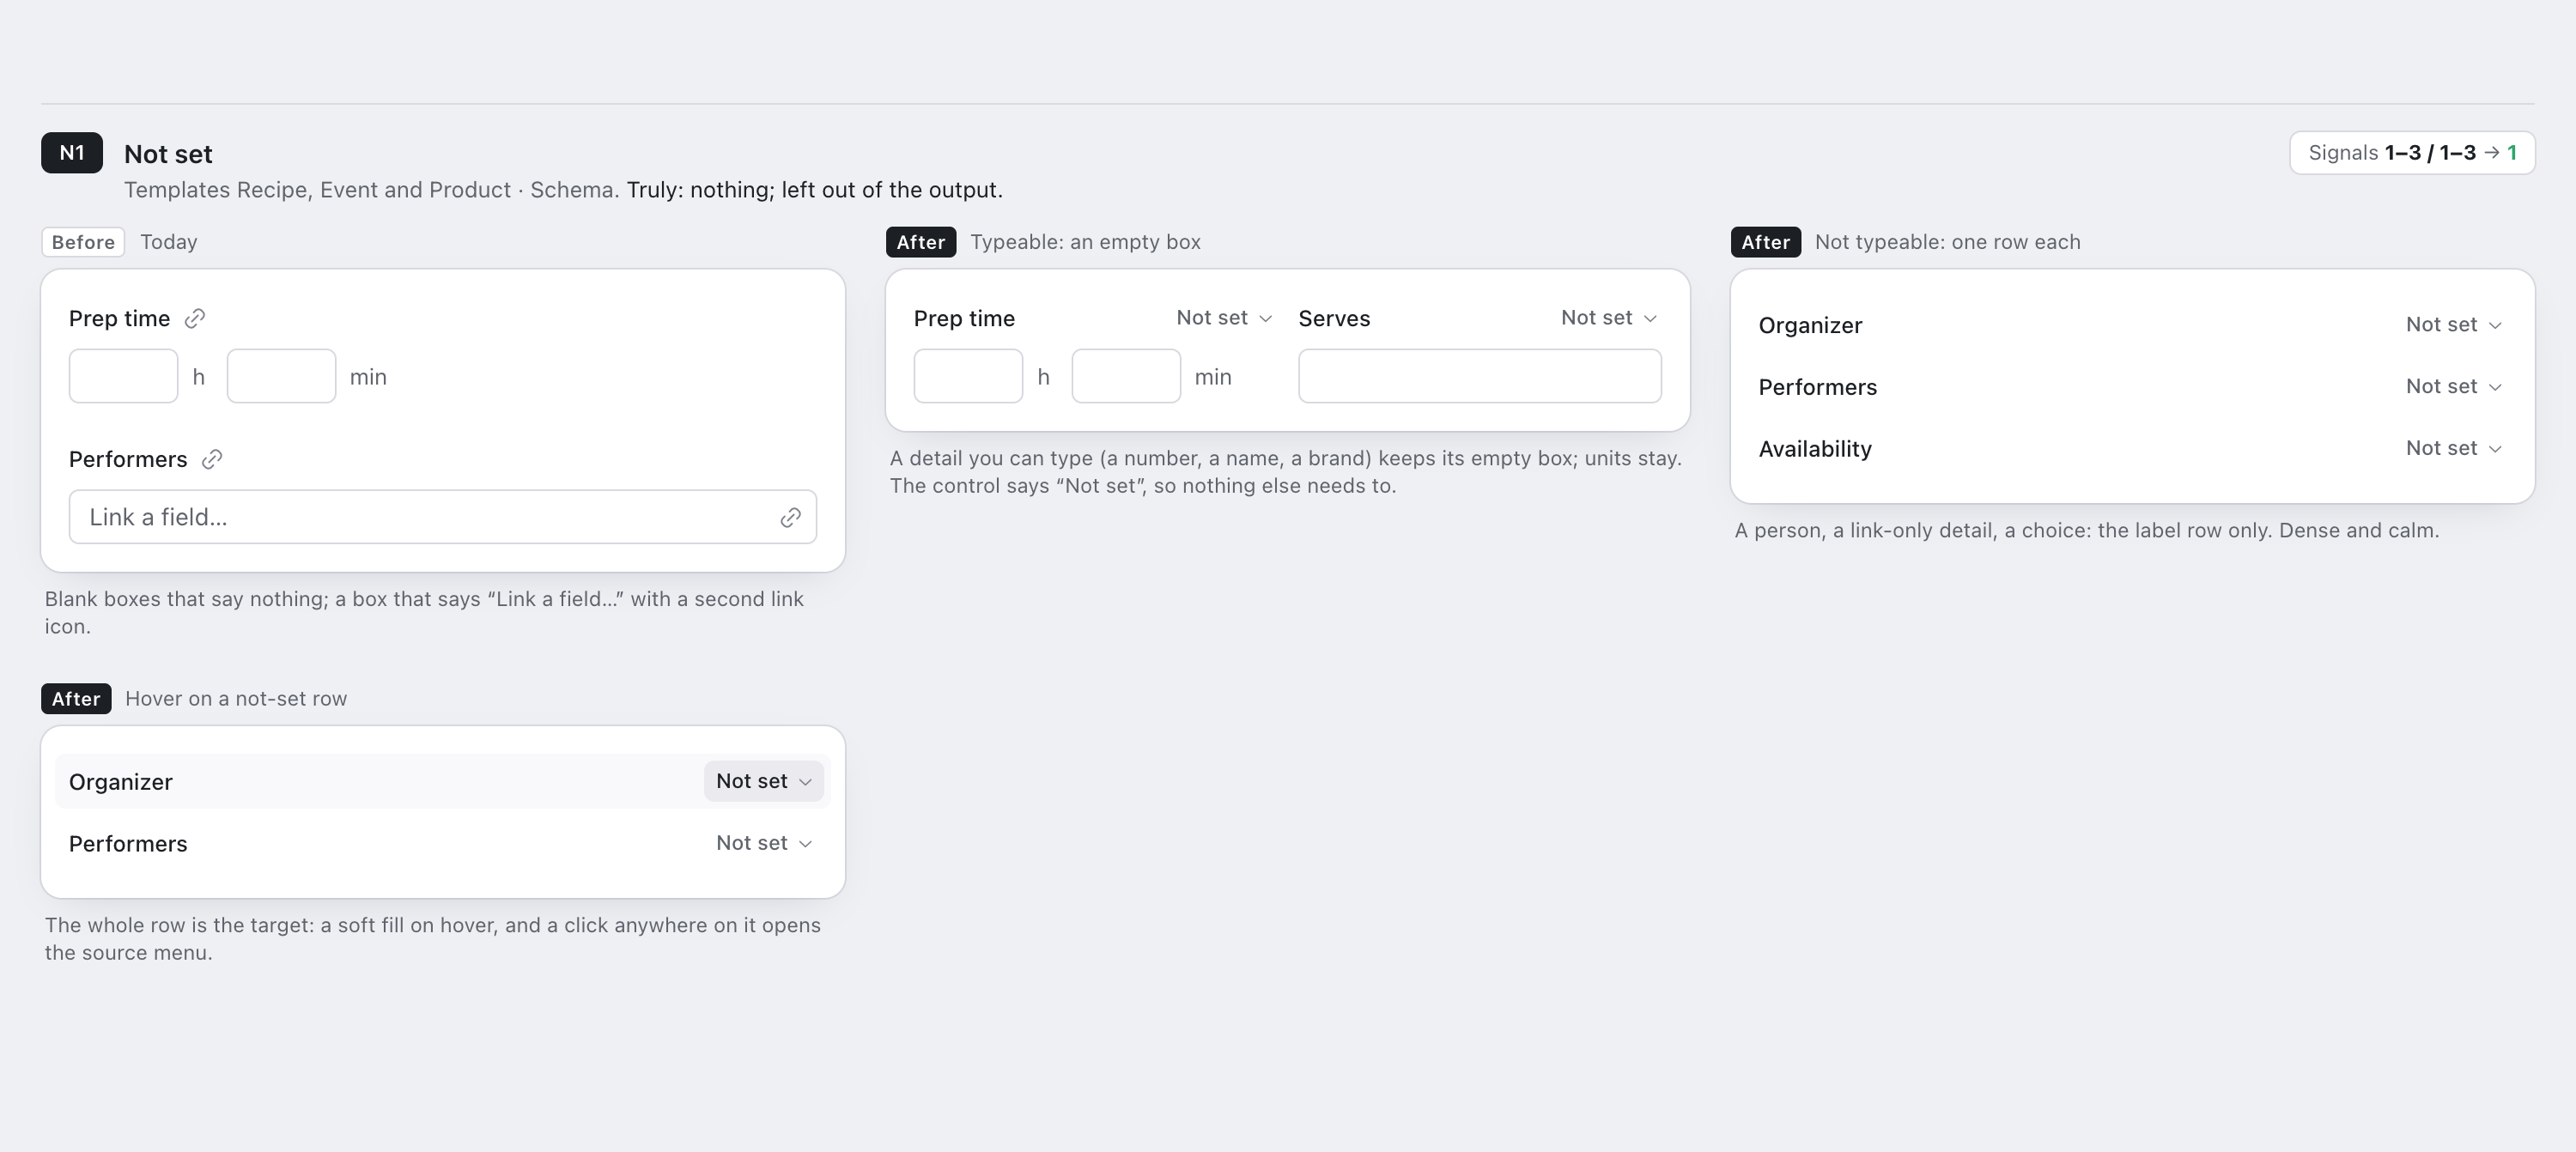 N1
Not set
Signals 1–3 / 1–3 → 1
Templates Recipe, Event and Product · Schema. Truly: nothing; left out of the output.
Before Today
Prep time
h min
Performers
Link a field…
Blank boxes that say nothing; a box that says “Link a field…” with a second link
icon.
After Typeable: an empty box
Prep time Not set Serves Not set
h min
A detail you can type (a number, a name, a brand) keeps its empty box; units stay.
The control says “Not set”, so nothing else needs to.
After Not typeable: one row each
Organizer Not set
Performers Not set
Availability Not set
A person, a link-only detail, a choice: the label row only. Dense and calm.
After Hover on a not-set row
Organizer Not set
Performers Not set
The whole row is the target: a soft fill on hover, and a click anywhere on it opens
the source menu.